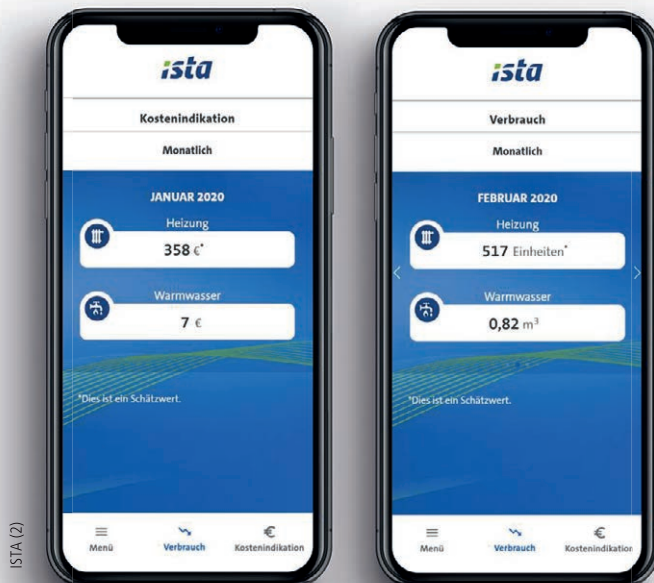 ista
Kostenindikation
Monatlich
JANUAR 2020
Heizung
358 €*
Warmwasser
7 €
*Dies ist ein Schätzwert.
Menü Verbrauch Kostenindikation
ista
Verbrauch
Monatlich
FEBRUAR 2020
Heizung
517 Einheiten*
Warmwasser
0,82 m³
*Dies ist ein Schätzwert.
Menü Verbrauch Kostenindikation
ISTA (2)